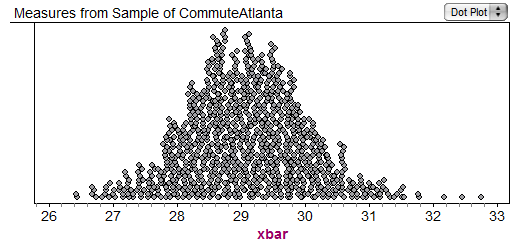 Measures from Sample of CommuteAtlanta
Dot Plot
26 27 28 29 30 31 32 33
xbar